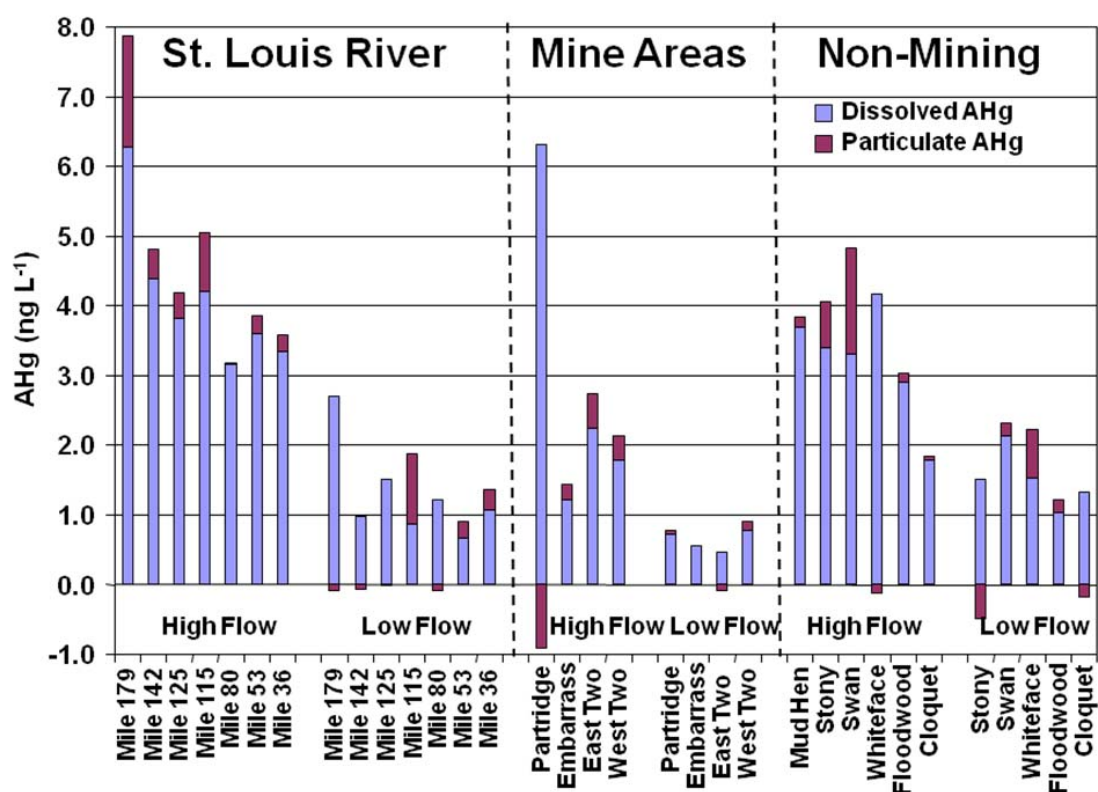 St. Louis River
Mine Areas
Non-Mining
Dissolved AHg
Particulate AHg
AHg (ng L-1)
8.0
7.0
6.0
5.0
4.0
3.0
2.0
1.0
0.0
-1.0
High Flow
Low Flow
High Flow
Low Flow
High Flow
Low Flow
Mile 179
Mile 142
Mile 125
Mile 115
Mile 80
Mile 53
Mile 36
Mile 179
Mile 142
Mile 125
Mile 115
Mile 80
Mile 53
Mile 36
Partridge
Embarrass
East Two
West Two
Partridge
Embarrass
East Two
West Two
Mud Hen
Stony
Swan
Whiteface
Floodwood
Cloquet
Stony
Swan
Whiteface
Floodwood
Cloquet